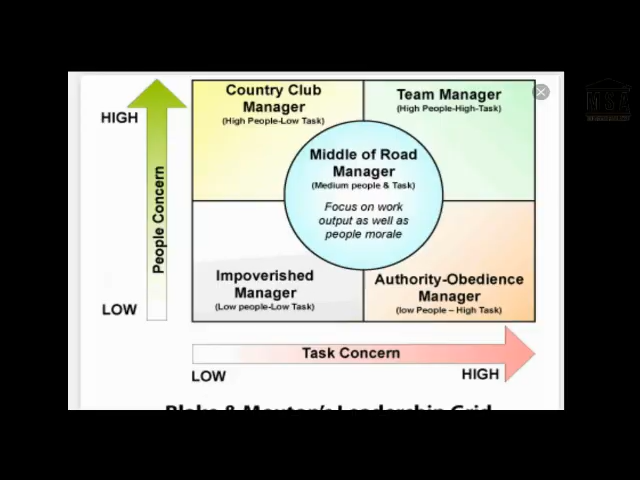 Country Club
Manager
(High People-Low Task)
Team Manager
(High People-High-Task)
HIGH
Middle of Road
Manager
(Medium people & Task)
Focus on work
output as well as
people morale
People Concern
Impoverished
Manager
(Low people-Low Task)
Authority-Obedience
Manager
(low People – High Task)
LOW
Task Concern
LOW
HIGH
Blake & Mouton's Leadership Grid
MSA